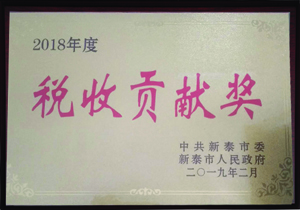 2018年度
税收贡献奖
中共新泰市委
新泰市人民政府
二〇一九年二月